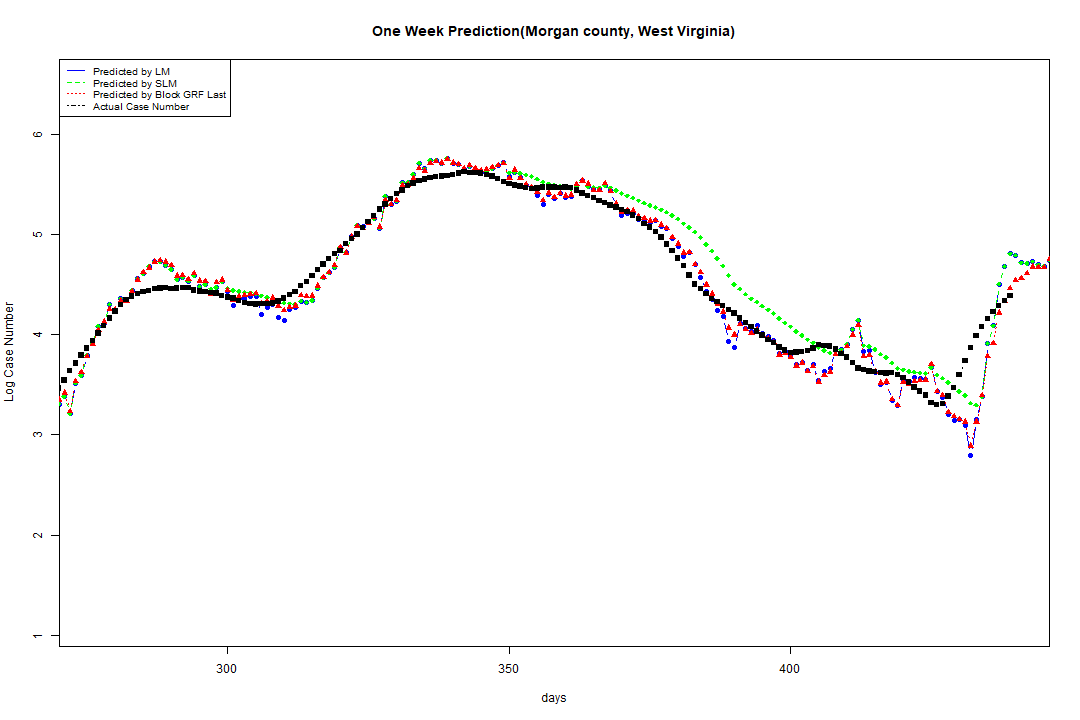 One Week Prediction(Morgan county, West Virginia)
Predicted by LM
Predicted by SLM
Predicted by Block GRF Last
Actual Case Number
Log Case Number
6
5
4
3
2
1
300 350 400
days